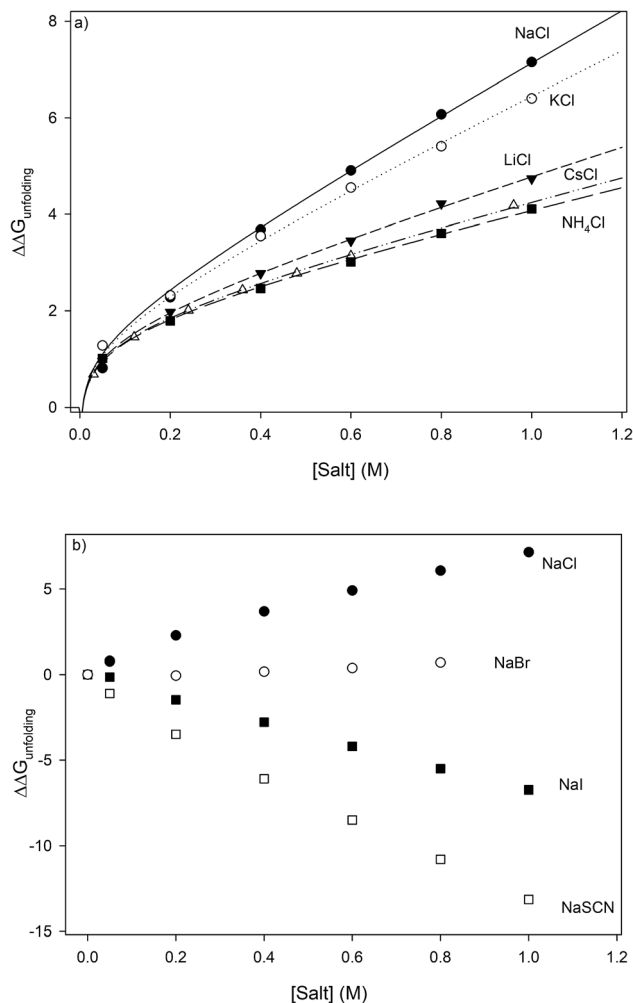 a)
8
6
4
2
0
ΔΔG_unfolding
NaCl
KCl
LiCl
CsCl
NH₄Cl
0.0 0.2 0.4 0.6 0.8 1.0 1.2
[Salt] (M)
b)
5
0
-5
-10
-15
ΔΔG_unfolding
NaCl
NaBr
NaI
NaSCN
0.0 0.2 0.4 0.6 0.8 1.0 1.2
[Salt] (M)